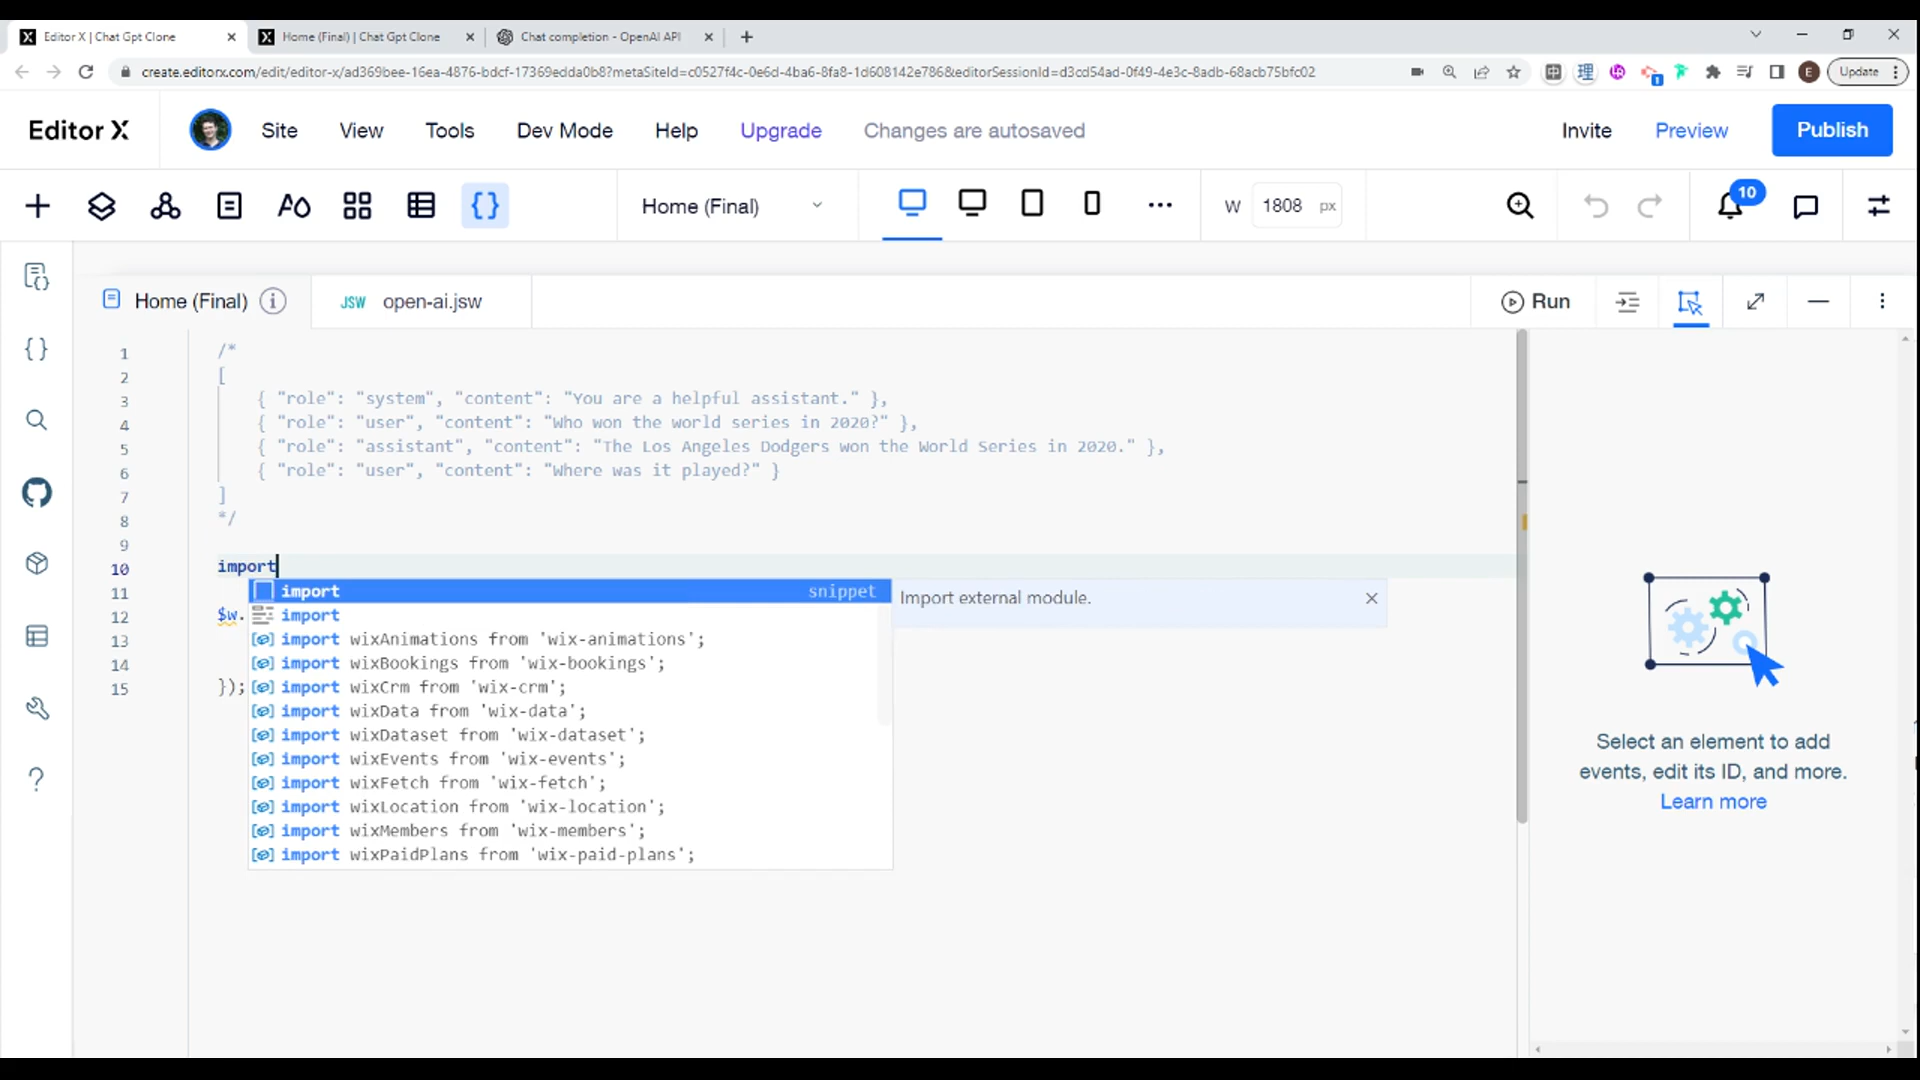 Editor X | Chat Gpt Clone
Home (Final) | Chat Gpt Clone
Chat completion - OpenAI API
create.editorx.com/edit/editor-x/ad369bee-16ea-4876-bdcf-17369edda0b8?metaSiteId=c0527f4c-0e6d-4ba6-8fa8-1d608142e786&editorSessionId=d3cd54ad-0f49-4e3c-8adb-68acb75bfc02
理
1
E
Update
Editor X
Site
View
Tools
Dev Mode
Help
Upgrade
Changes are autosaved
Invite
Preview
Publish
Home (Final)
W 1808 px
10
Home (Final)
JSW open-ai.jsw
Run
1 /*
2 [
3 { "role": "system", "content": "You are a helpful assistant." },
4 { "role": "user", "content": "Who won the world series in 2020?" },
5 { "role": "assistant", "content": "The Los Angeles Dodgers won the World Series in 2020." },
6 { "role": "user", "content": "Where was it played?" }
7 ]
8 */
9
10 import
11
12 $w.
13
14
15 });
import snippet
Import external module.
import
import wixAnimations from 'wix-animations';
import wixBookings from 'wix-bookings';
import wixCrm from 'wix-crm';
import wixData from 'wix-data';
import wixDataset from 'wix-dataset';
import wixEvents from 'wix-events';
import wixFetch from 'wix-fetch';
import wixLocation from 'wix-location';
import wixMembers from 'wix-members';
import wixPaidPlans from 'wix-paid-plans';
Select an element to add
events, edit its ID, and more.
Learn more